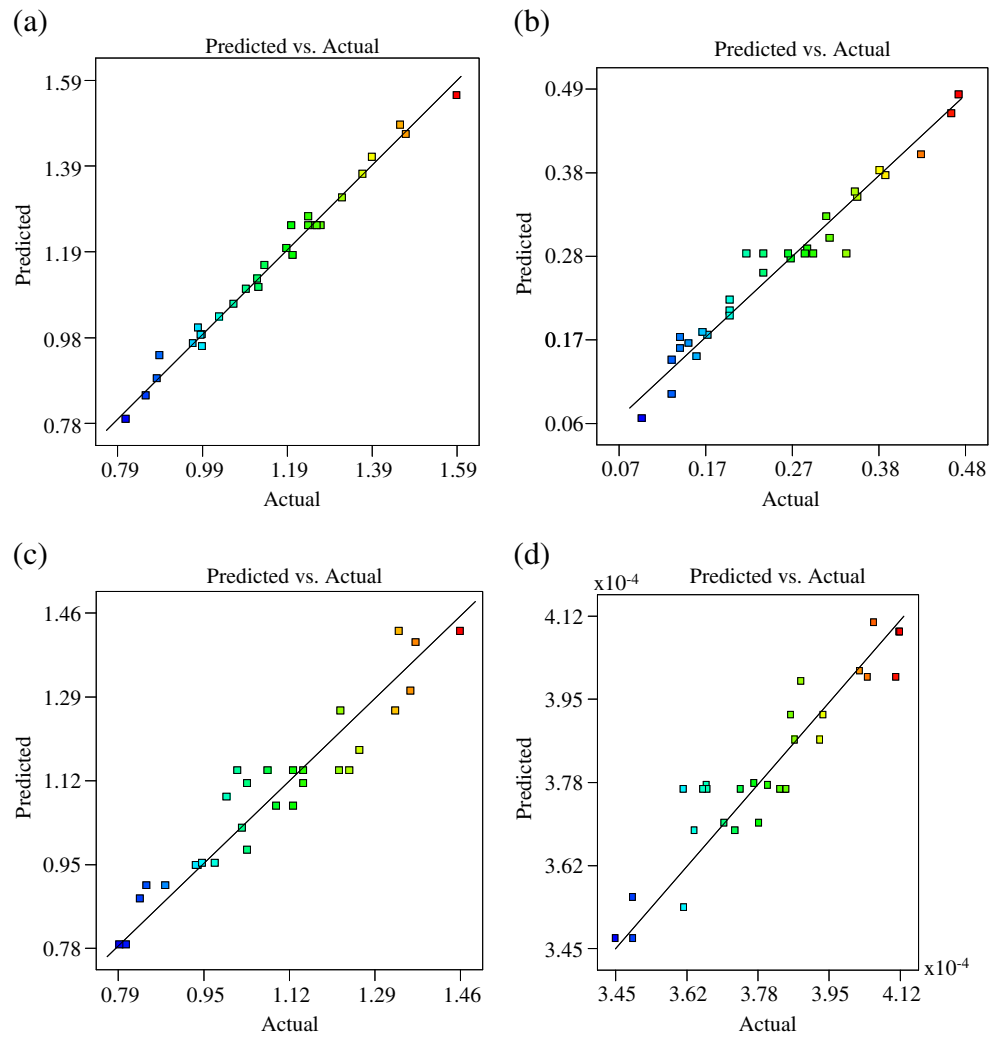 (a)
Predicted vs. Actual
1.59
1.39
1.19
0.98
0.78
Predicted
0.79 0.99 1.19 1.39 1.59
Actual
(b)
Predicted vs. Actual
0.49
0.38
0.28
0.17
0.06
Predicted
0.07 0.17 0.27 0.38 0.48
Actual
(c)
Predicted vs. Actual
1.46
1.29
1.12
0.95
0.78
Predicted
0.79 0.95 1.12 1.29 1.46
Actual
(d)
Predicted vs. Actual
x10-4
4.12
3.95
3.78
3.62
3.45
Predicted
x10-4
3.45 3.62 3.78 3.95 4.12
Actual